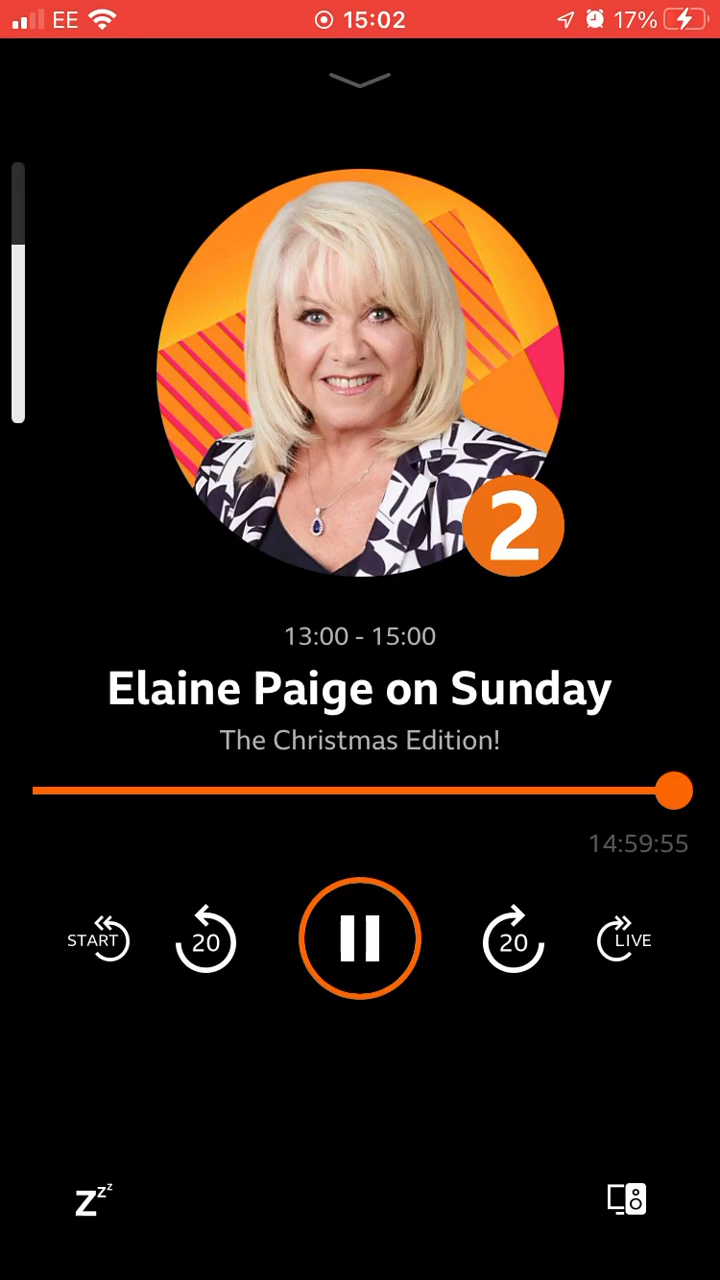 EE 15:02 17%
2
13:00 - 15:00
Elaine Paige on Sunday
The Christmas Edition!
14:59:55
START 20 20 LIVE
zzz